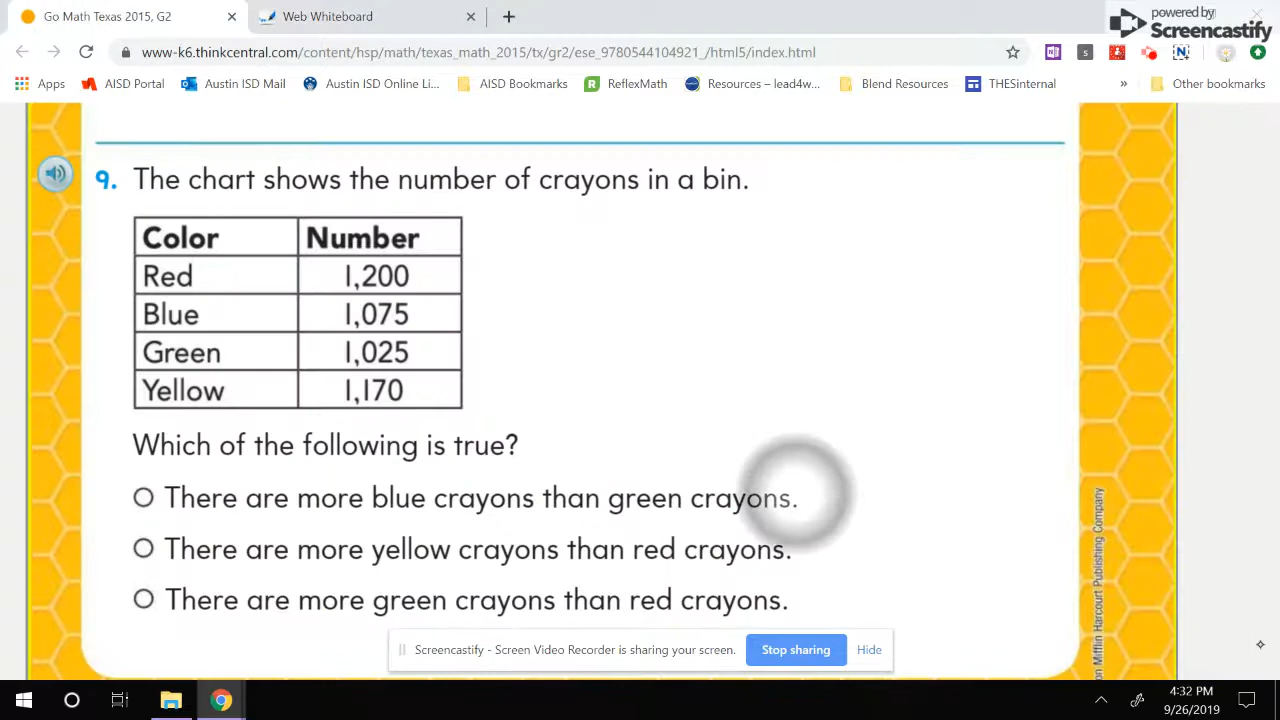 Go Math Texas 2015, G2
Web Whiteboard
powered by
Screencastify
www-k6.thinkcentral.com/content/hsp/math/texas_math_2015/tx/gr2/ese_9780544104921_/html5/index.html
Apps AISD Portal Austin ISD Mail Austin ISD Online Li... AISD Bookmarks ReflexMath Resources – lead4w... Blend Resources THESinternal » Other bookmarks
9. The chart shows the number of crayons in a bin.
Color Number
Red 1,200
Blue 1,075
Green 1,025
Yellow 1,170
Which of the following is true?
There are more blue crayons than green crayons.
There are more yellow crayons than red crayons.
There are more green crayons than red crayons.
Mifflin Harcourt Publishing Company
Screencastify - Screen Video Recorder is sharing your screen. Stop sharing Hide
4:32 PM
9/26/2019